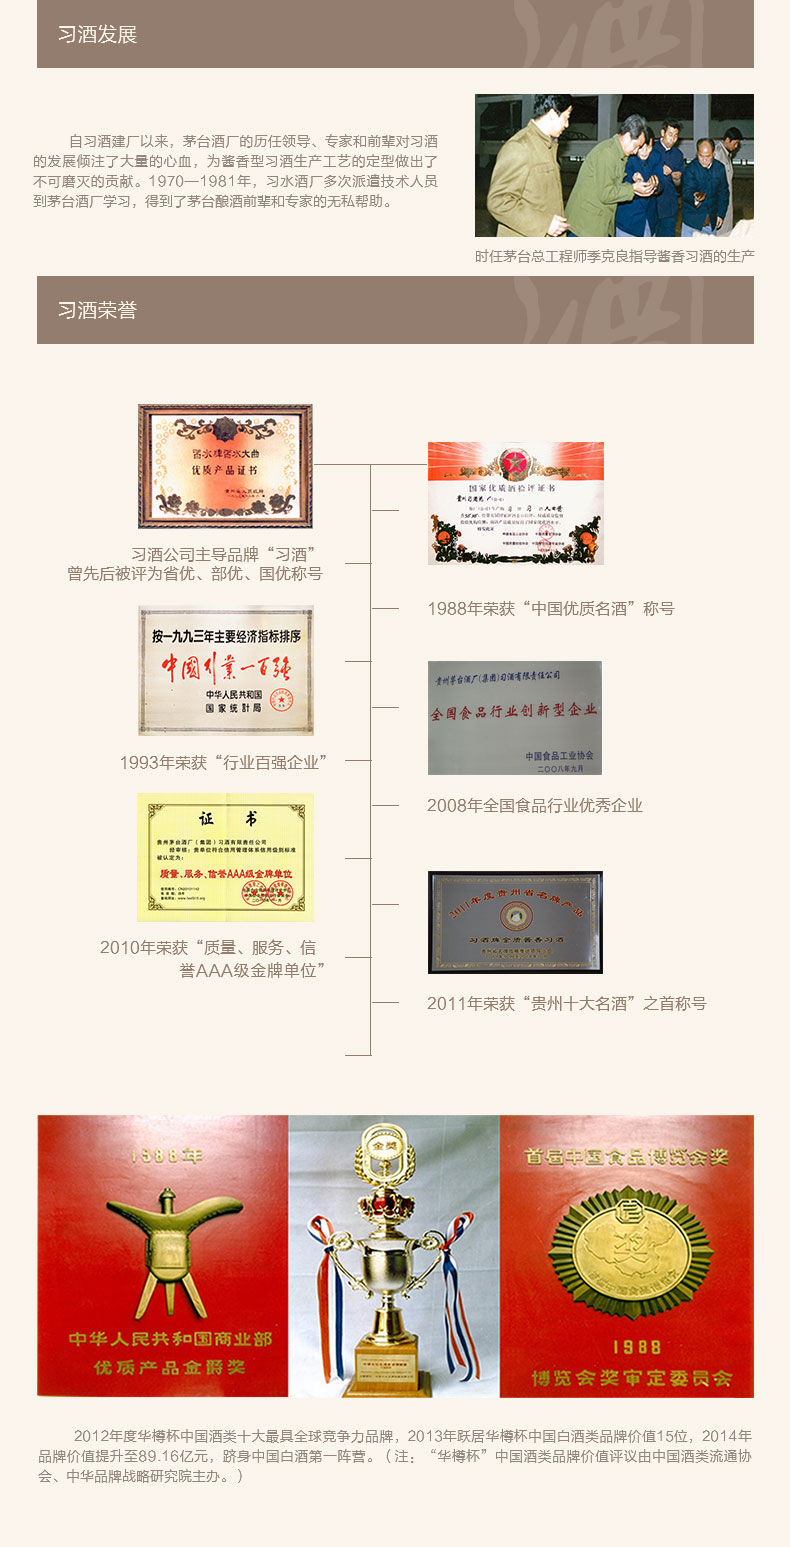 习酒发展
自习酒建厂以来，茅台酒厂的历任领导、专家和前辈对习酒
的发展倾注了大量的心血，为酱香型习酒生产工艺的定型做出了
不可磨灭的贡献。1970—1981年，习水酒厂多次派遣技术人员
到茅台酒厂学习，得到了茅台酿酒前辈和专家的无私帮助。
时任茅台总工程师季克良指导酱香习酒的生产
习酒荣誉
习水牌习水大曲
优质产品证书
习酒公司主导品牌“习酒”
曾先后被评为省优、部优、国优称号
国家优质酒检评证书
1988年荣获“中国优质名酒”称号
按一九九三年主要经济指标排序
中國行業一百强
中华人民共和国
国家统計局
1993年荣获“行业百强企业”
贵州茅台酒厂(集团)习酒有限责任公司
全国食品行业创新型企业
中国食品工业协会
二〇〇八年九月
2008年全国食品行业优秀企业
证 书
贵州茅台酒厂（集团）习酒有限责任公司
经审核：贵单位符合信用管理体系信用级别标准
被认定为：
质量、服务、信誉AAA级金牌单位
2010年荣获“质量、服务、信
誉AAA级金牌单位”
2011年度贵州省名牌产品
习酒牌金质酱香习酒
2011年荣获“贵州十大名酒”之首称号
1988年
中华人民共和国商业部
优质产品金爵奖
金奖
首届中国食品博览会奖
1988
博览会奖审定委员会
2012年度华樽杯中国酒类十大最具全球竞争力品牌，2013年跃居华樽杯中国白酒类品牌价值15位，2014年
品牌价值提升至89.16亿元，跻身中国白酒第一阵营。（注：“华樽杯”中国酒类品牌价值评议由中国酒类流通协
会、中华品牌战略研究院主办。）